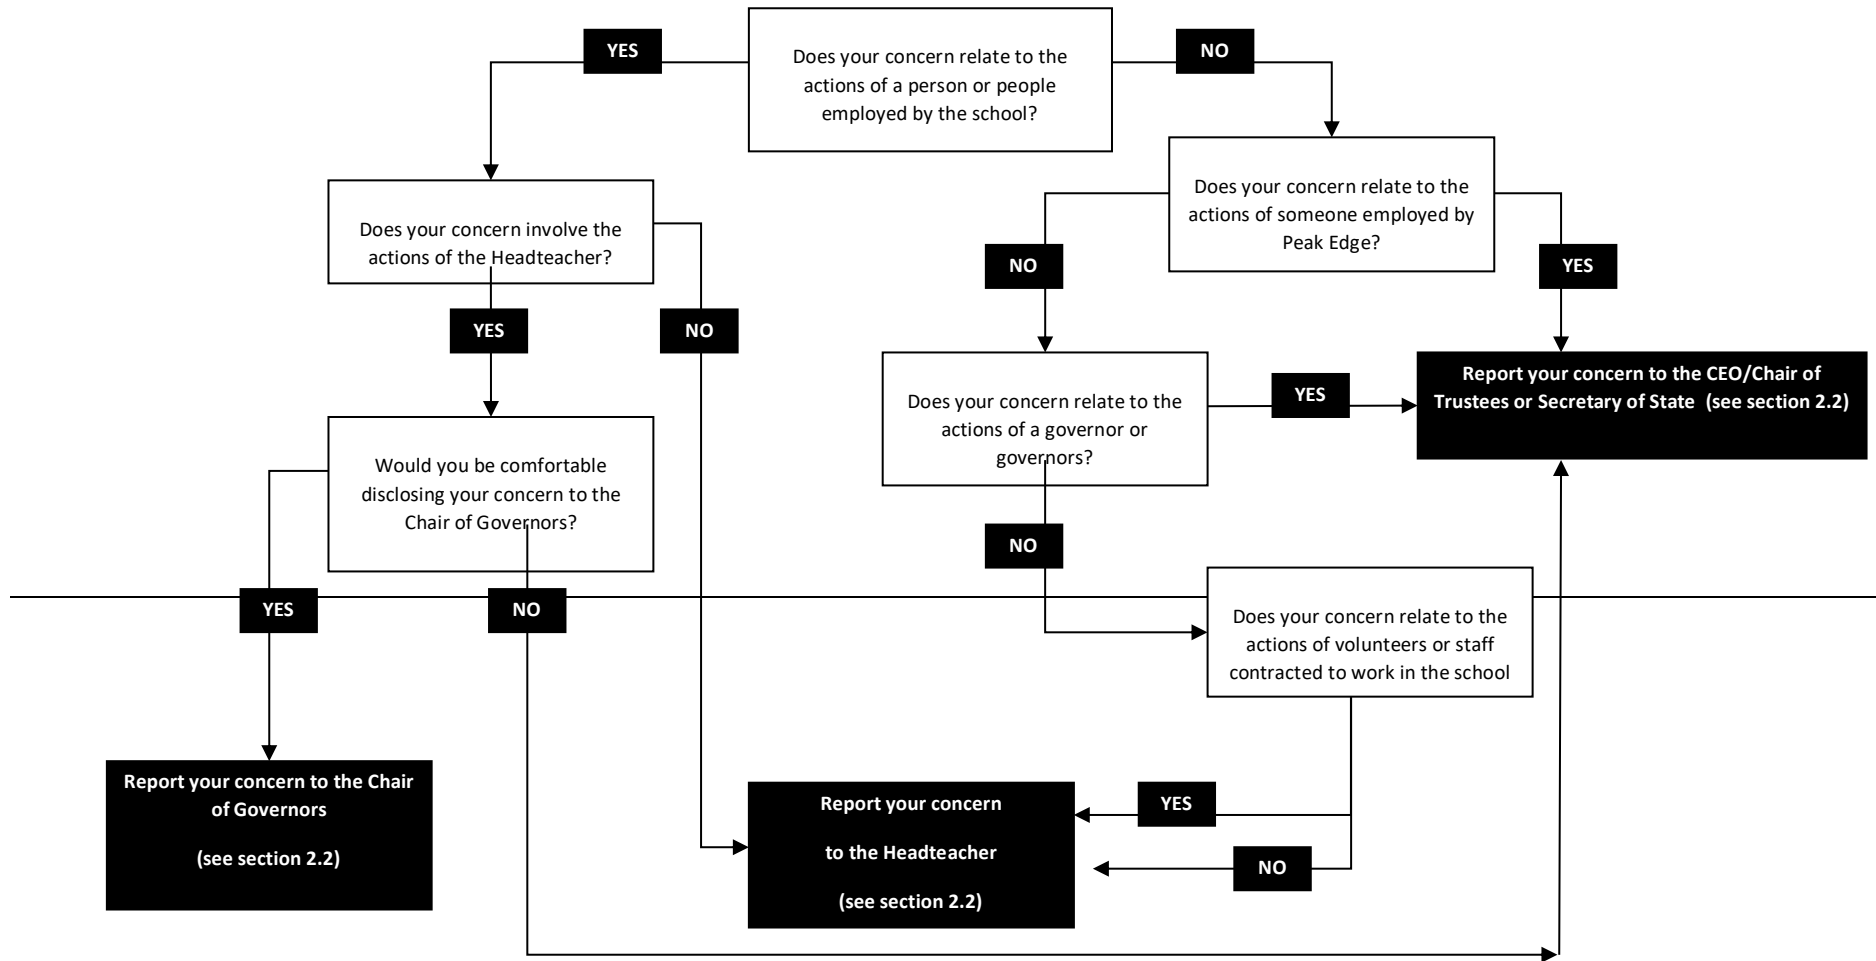 Does your concern relate to the
actions of a person or people
employed by the school?
YES
NO
Does your concern involve the
actions of the Headteacher?
Does your concern relate to the
actions of someone employed by
Peak Edge?
YES
NO
NO
YES
Would you be comfortable
disclosing your concern to the
Chair of Governors?
Does your concern relate to the
actions of a governor or
governors?
YES
Report your concern to the CEO/Chair of
Trustees or Secretary of State (see section 2.2)
NO
YES
NO
Does your concern relate to the
actions of volunteers or staff
contracted to work in the school
Report your concern to the Chair
of Governors
(see section 2.2)
Report your concern
to the Headteacher
(see section 2.2)
YES
NO